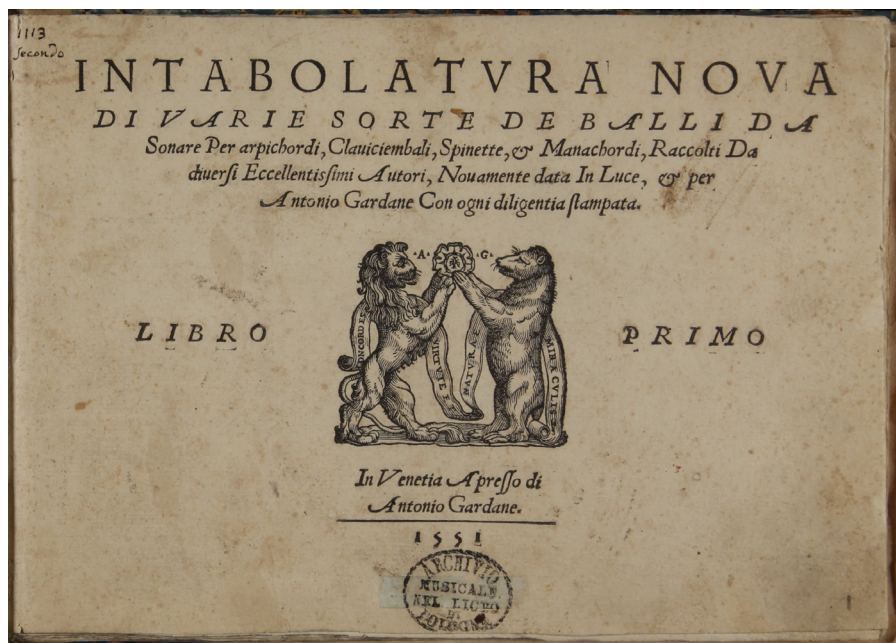 1113
secondo
INTABOLATVRA NOVA
DI VARIE SORTE DE BALLI DA
Sonare Per arpichordi, Clauiciembali, Spinette, & Manachordi, Raccolti Da
diuersi Eccellentissimi Autori, Nouamente data In Luce, & per
Antonio Gardane Con ogni diligentia stampata.
·A· ·G·
CONCORDES
VIRTVTE
NATVRA
MIRACVLIS
LIBRO PRIMO
In Venetia Apresso di
Antonio Gardane.
1551
ARCHIVIO
MUSICALE
NEL LICEO
DI
BOLOGNA